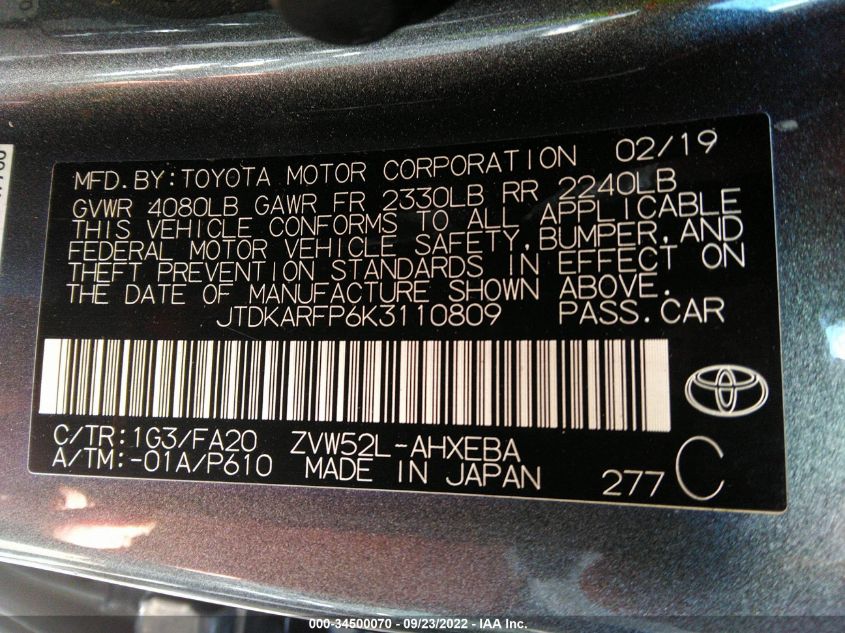 MFD.BY:TOYOTA MOTOR CORPORATION 02/19
GVWR 4080LB GAWR FR 2330LB RR 2240LB
THIS VEHICLE CONFORMS TO ALL APPLICABLE
FEDERAL MOTOR VEHICLE SAFETY,BUMPER,AND
THEFT PREVENTION STANDARDS IN EFFECT ON
THE DATE OF MANUFACTURE SHOWN ABOVE.
JTDKARFP6K3110809 PASS.CAR
C/TR:1G3/FA20 ZVW52L-AHXEBA
A/TM:-01A/P610 MADE IN JAPAN 277 C
000-34500070 - 09/23/2022 - IAA Inc.